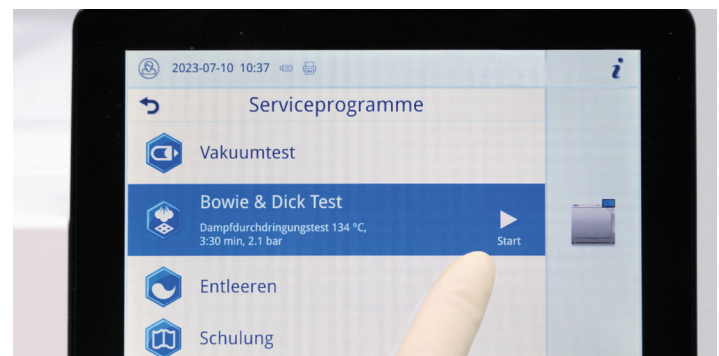 2023-07-10 10:37
i
Serviceprogramme
Vakuumtest
Bowie & Dick Test
Dampfdurchdringungstest 134 °C,
3:30 min, 2.1 bar
Start
Entleeren
Schulung